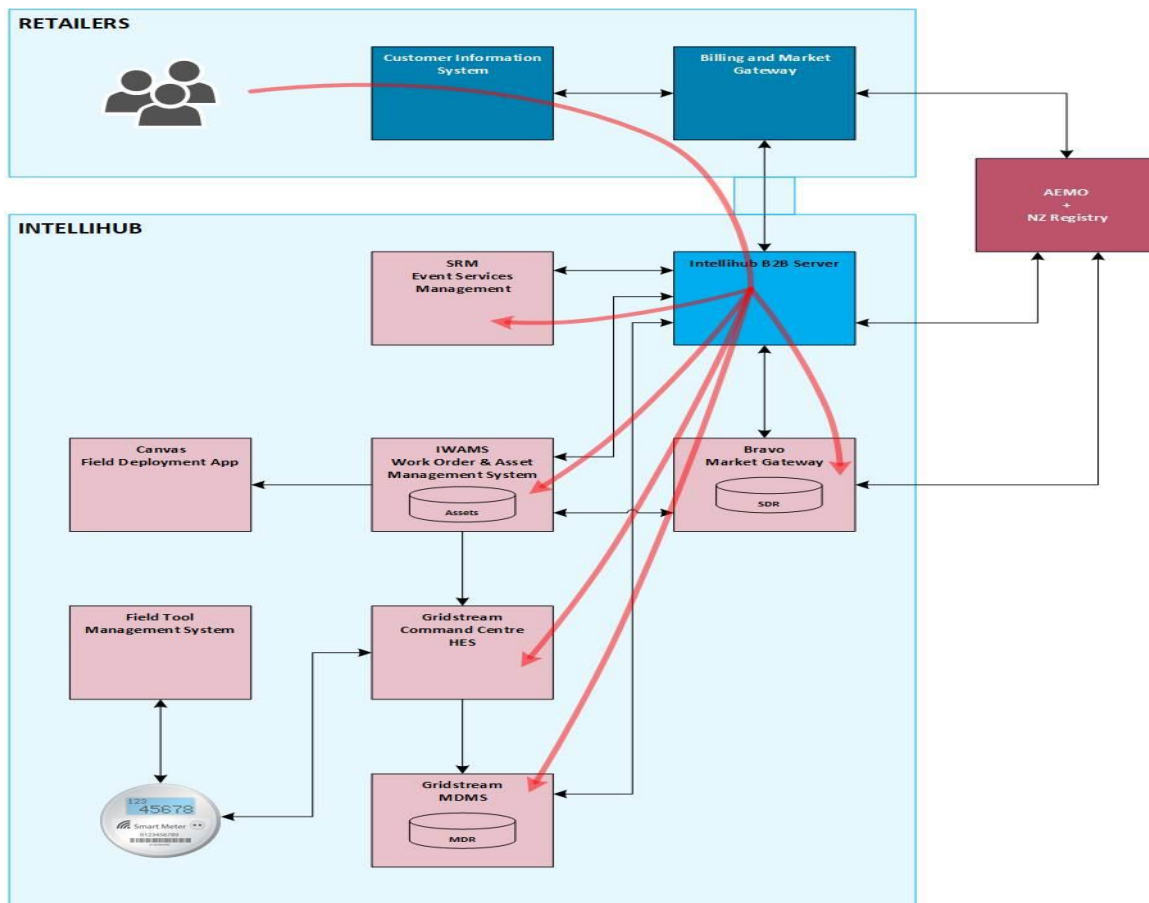 RETAILERS
Customer Information
System
Billing and Market
Gateway
AEMO
+
NZ Registry
INTELLIHUB
SRM
Event Services
Management
Intellihub B2B Server
Canvas
Field Deployment App
IWAMS
Work Order & Asset
Management System
Assets
Bravo
Market Gateway
SDR
Field Tool
Management System
Gridstream
Command Centre
HES
123
45678
Smart Meter
0123456789
Gridstream
MDMS
MDR